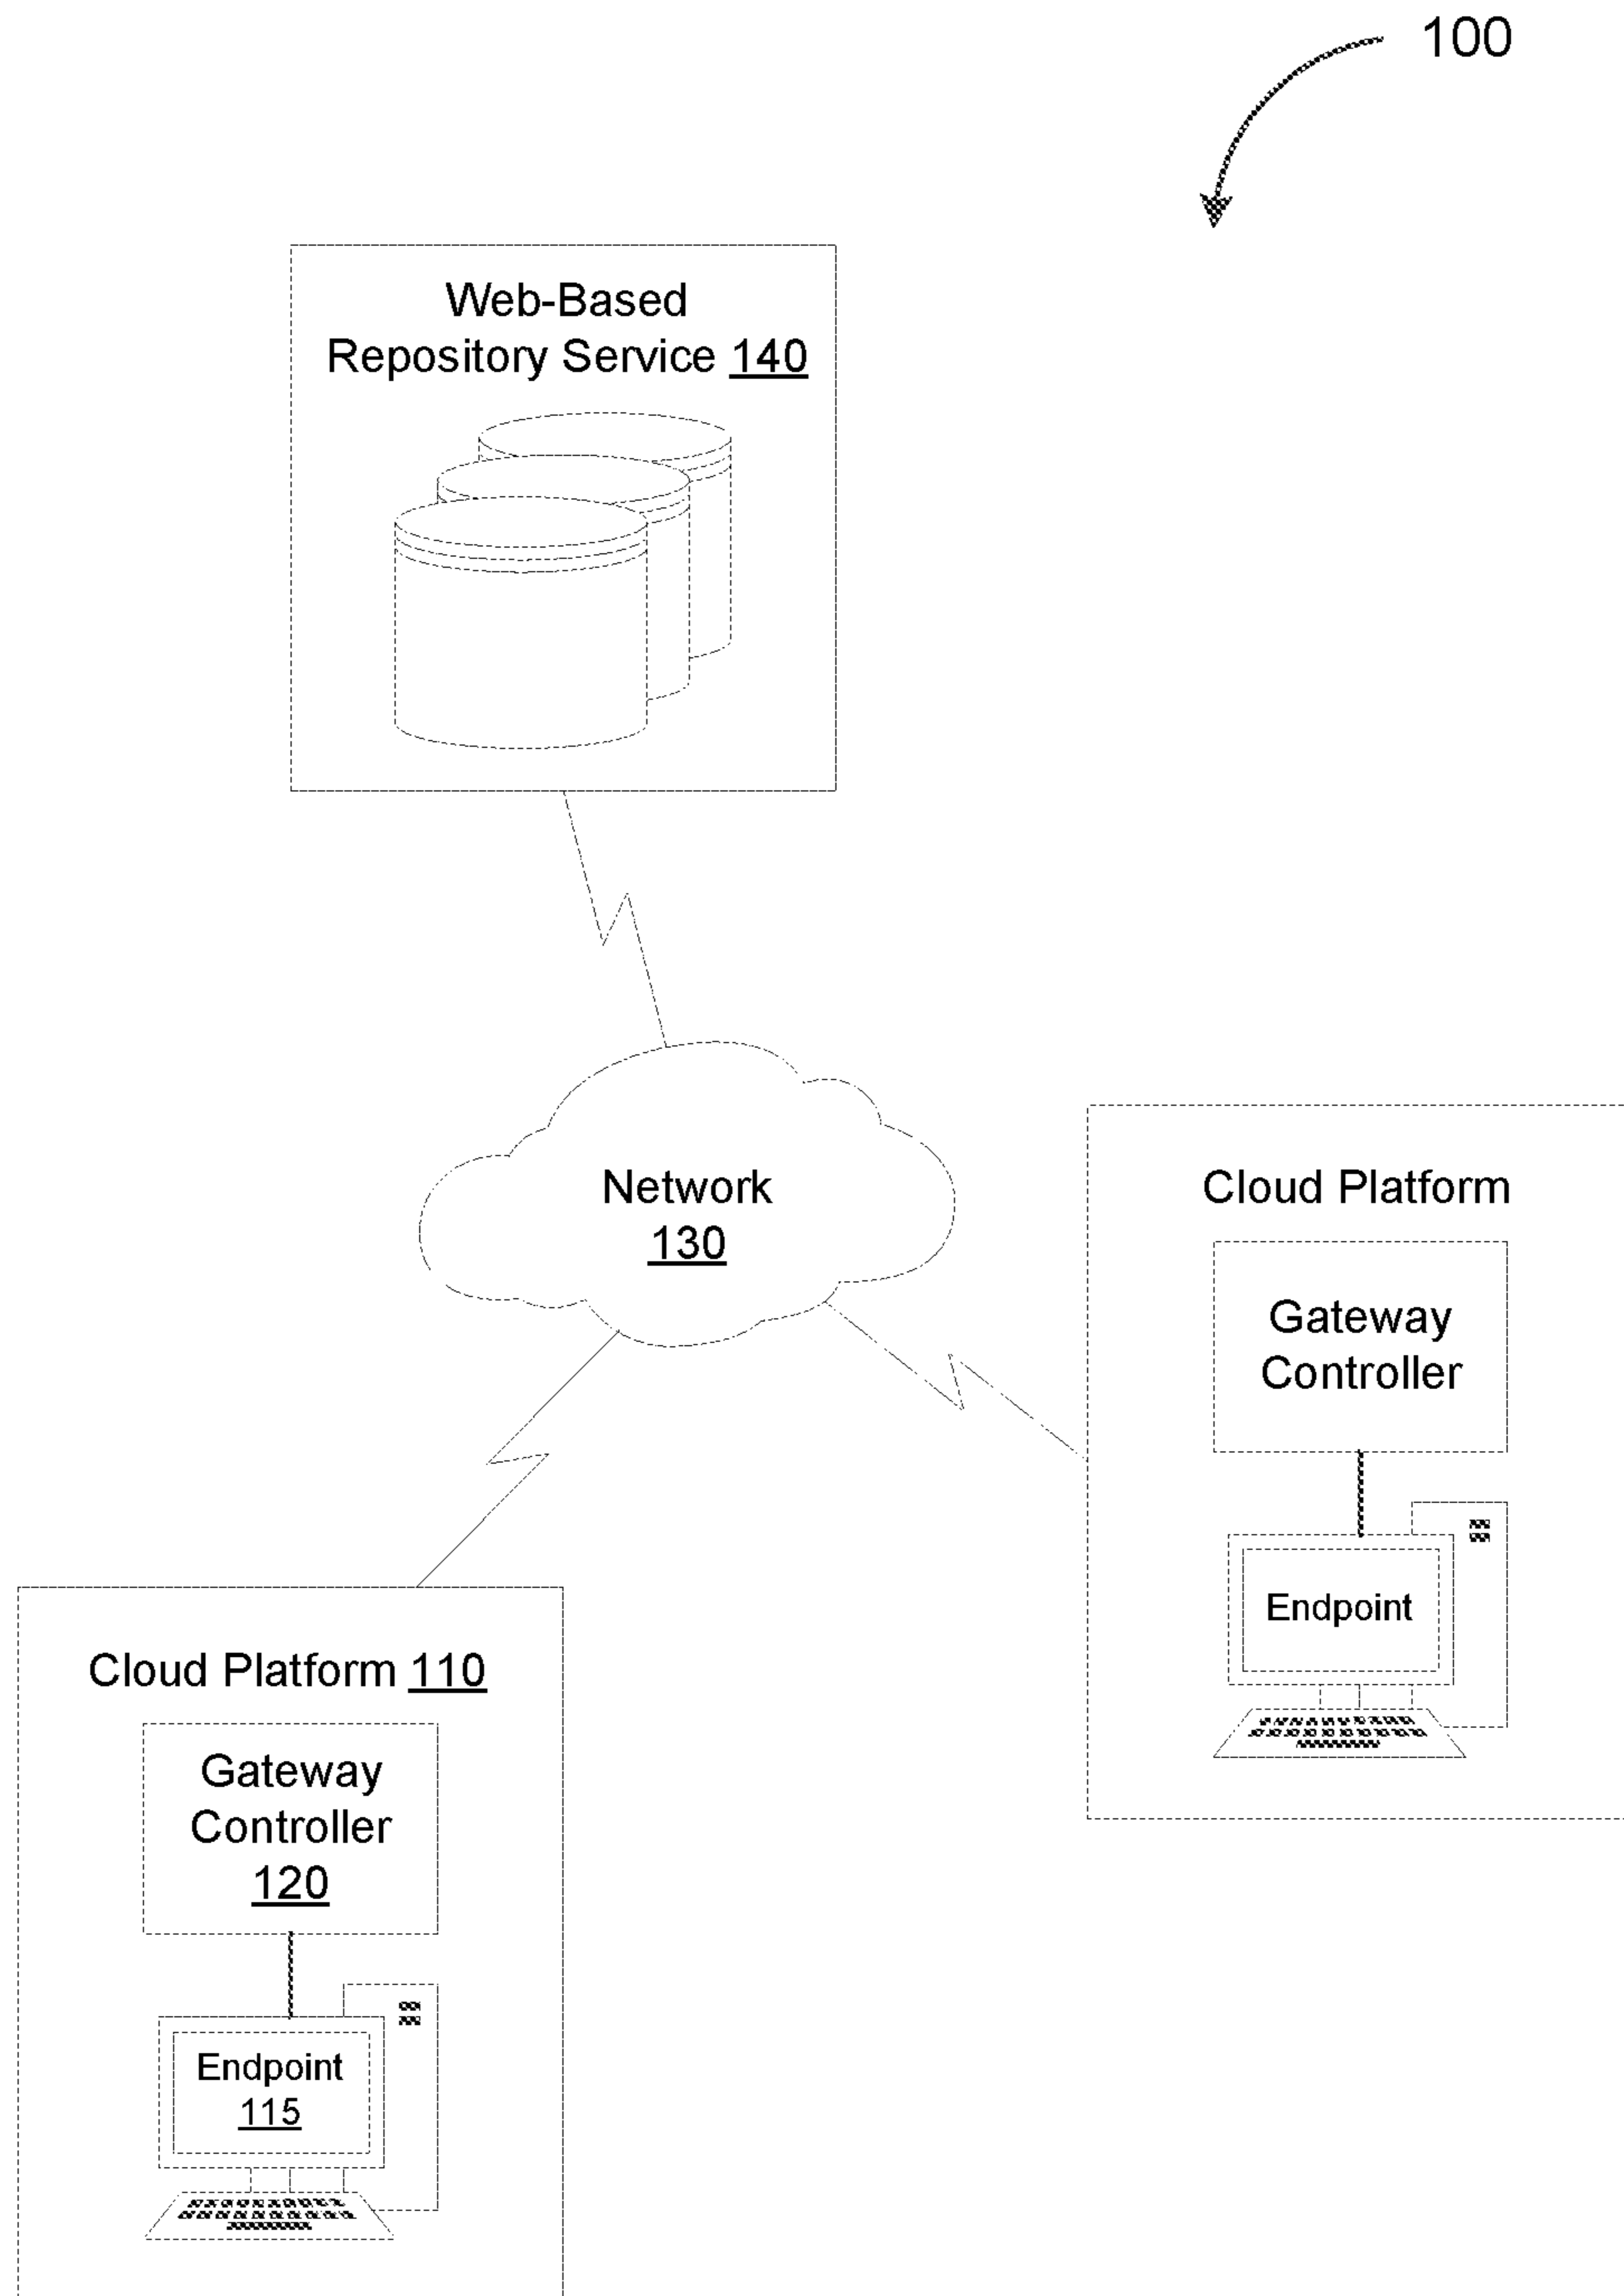 100
Web-Based
Repository Service 140
Network
130
Cloud Platform
Gateway
Controller
Endpoint
Cloud Platform 110
Gateway
Controller
120
Endpoint
115